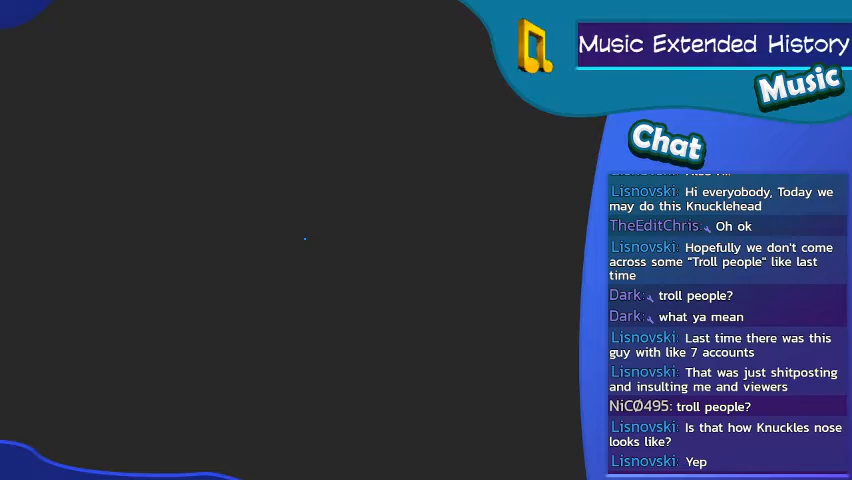 Music Extended History
Music
Chat
Lisnovski: Hi everyobody, Today we
may do this Knucklehead
TheEditChris: Oh ok
Lisnovski: Hopefully we don't come
across some "Troll people" like last
time
Dark: troll people?
Dark: what ya mean
Lisnovski: Last time there was this
guy with like 7 accounts
Lisnovski: That was just shitposting
and insulting me and viewers
NiCØ495: troll people?
Lisnovski: Is that how Knuckles nose
looks like?
Lisnovski: Yep